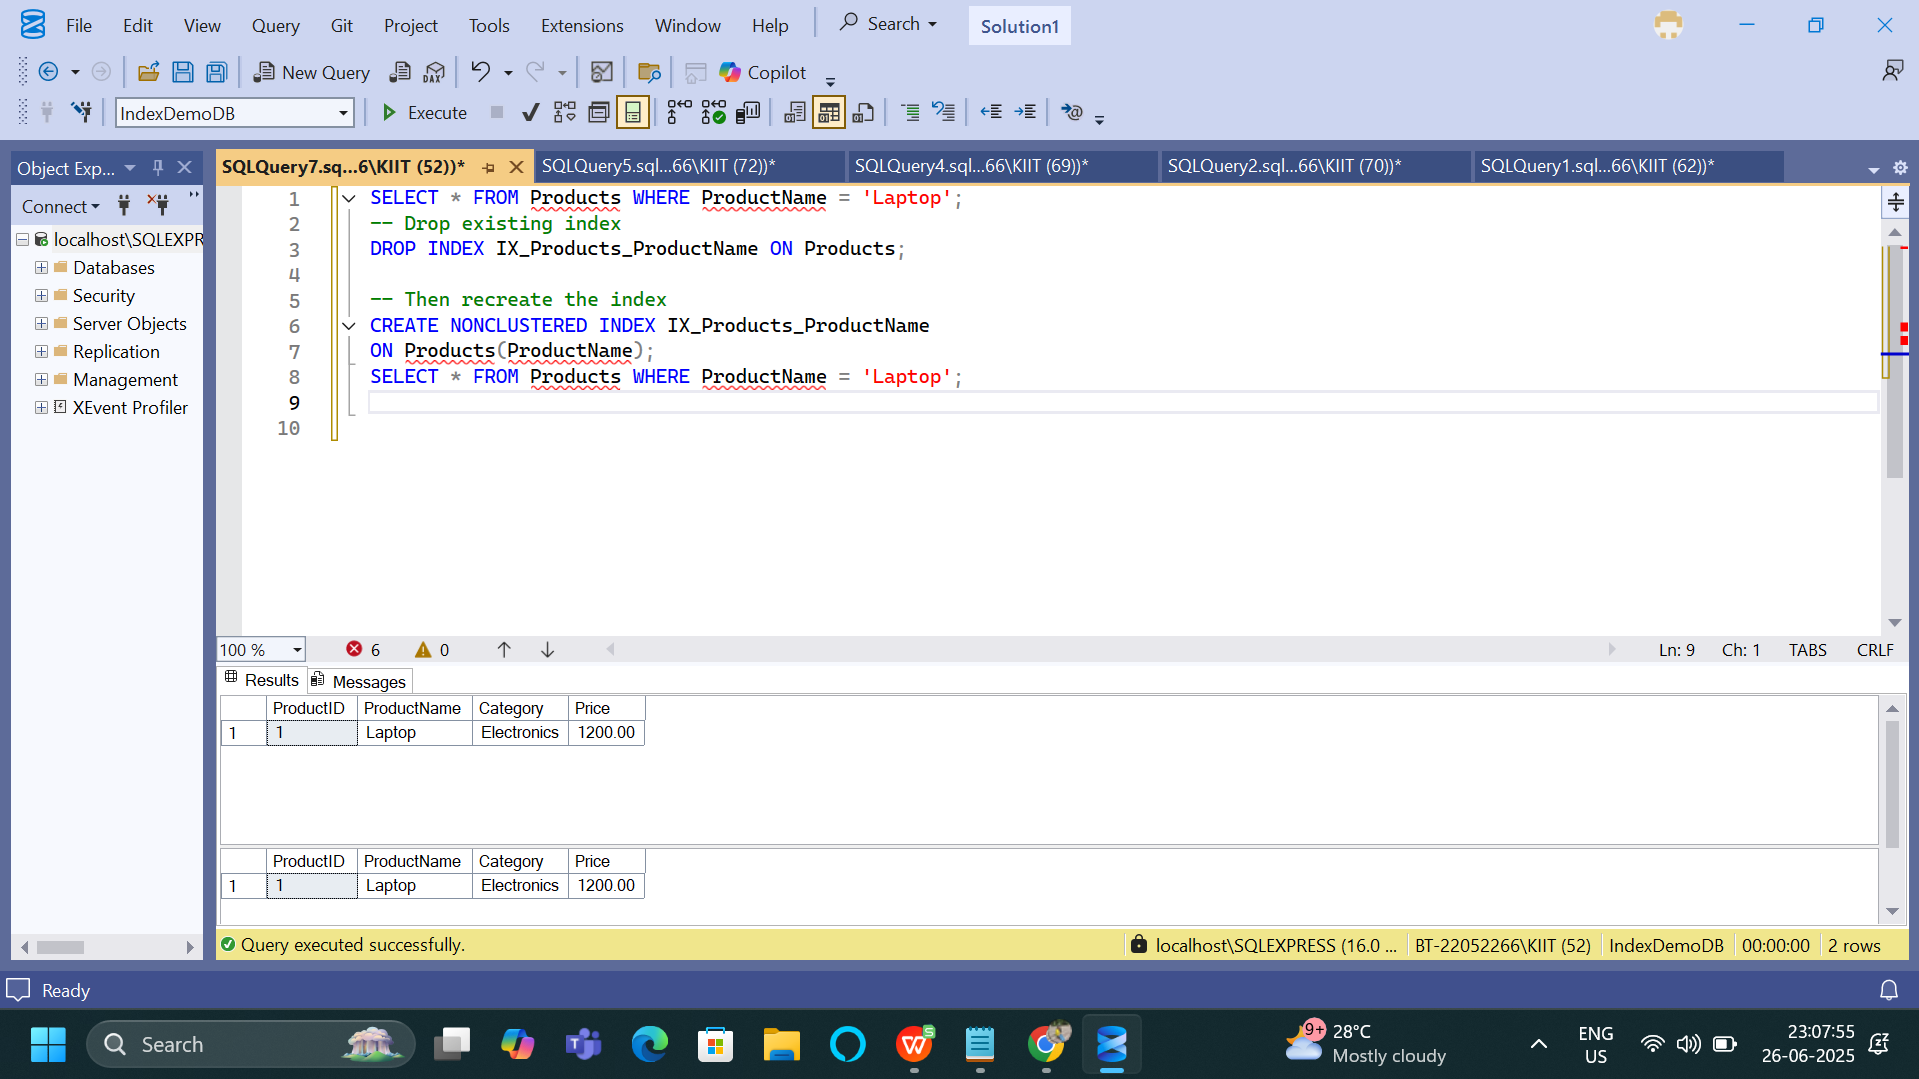 File Edit View Query Git Project Tools Extensions Window Help Search Solution1
New Query DAX Copilot
IndexDemoDB Execute
Object Exp... SQLQuery7.sq...6\KIIT (52))* SQLQuery5.sql...66\KIIT (72))* SQLQuery4.sql...66\KIIT (69))* SQLQuery2.sql...66\KIIT (70))* SQLQuery1.sql...66\KIIT (62))*
Connect
localhost\SQLEXPR
Databases
Security
Server Objects
Replication
Management
XEvent Profiler
1 SELECT * FROM Products WHERE ProductName = 'Laptop';
2 -- Drop existing index
3 DROP INDEX IX_Products_ProductName ON Products;
4
5 -- Then recreate the index
6 CREATE NONCLUSTERED INDEX IX_Products_ProductName
7 ON Products(ProductName);
8 SELECT * FROM Products WHERE ProductName = 'Laptop';
9
10
100 % 6 0 Ln: 9 Ch: 1 TABS CRLF
Results Messages
ProductID ProductName Category Price
1 1 Laptop Electronics 1200.00
ProductID ProductName Category Price
1 1 Laptop Electronics 1200.00
Query executed successfully. localhost\SQLEXPRESS (16.0 ... BT-22052266\KIIT (52) IndexDemoDB 00:00:00 2 rows
Ready
Search 9+ 28°C Mostly cloudy ENG US 23:07:55 26-06-2025